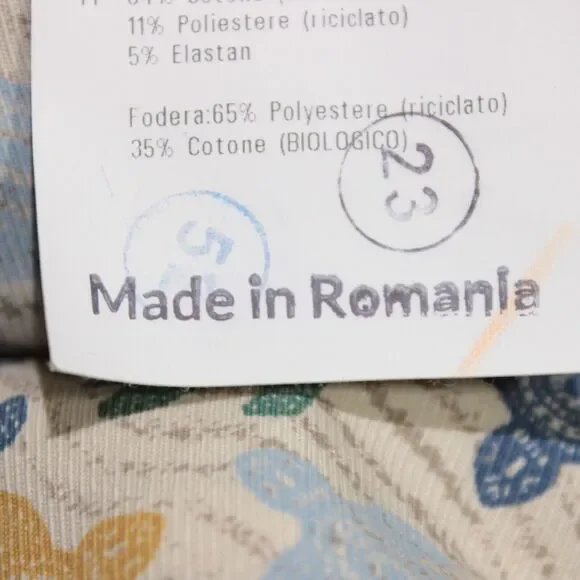 11% Poliestere (riciclato)
5% Elastan
Fodera:65% Polyestere (riciclato)
35% Cotone (BIOLOGICO)
23
Made in Romania